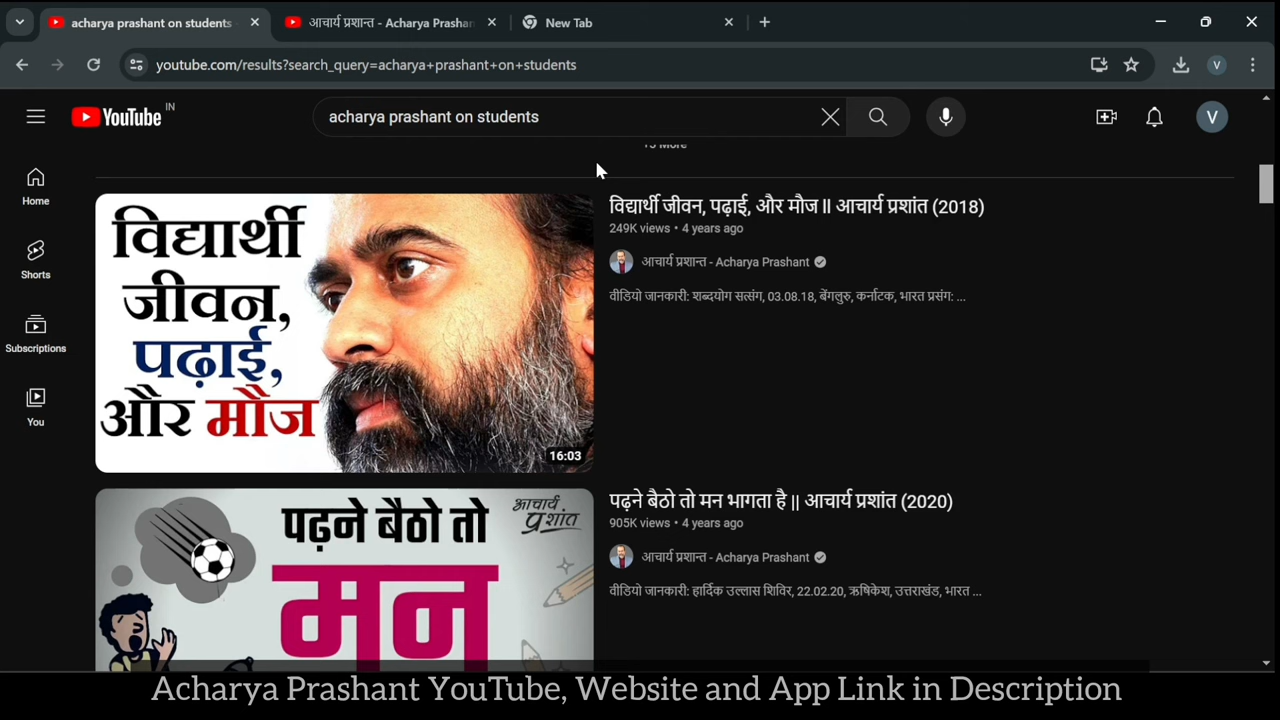 acharya prashant on students
आचार्य प्रशान्त - Acharya Prashan
New Tab
youtube.com/results?search_query=acharya+prashant+on+students
V
YouTube IN
acharya prashant on students
V
15 More
Home
Shorts
Subscriptions
You
विद्यार्थी
जीवन,
पढ़ाई,
और मौज
16:03
विद्यार्थी जीवन, पढ़ाई, और मौज ॥ आचार्य प्रशांत (2018)
249K views • 4 years ago
आचार्य प्रशान्त - Acharya Prashant
वीडियो जानकारी: शब्दयोग सत्संग, 03.08.18, बेंगलुरु, कर्नाटक, भारत प्रसंग: ...
पढ़ने बैठो तो
मन
आचार्य
प्रशांत
पढ़ने बैठो तो मन भागता है || आचार्य प्रशांत (2020)
905K views • 4 years ago
आचार्य प्रशान्त - Acharya Prashant
वीडियो जानकारी: हार्दिक उल्लास शिविर, 22.02.20, ऋषिकेश, उत्तराखंड, भारत ...
Acharya Prashant YouTube, Website and App Link in Description